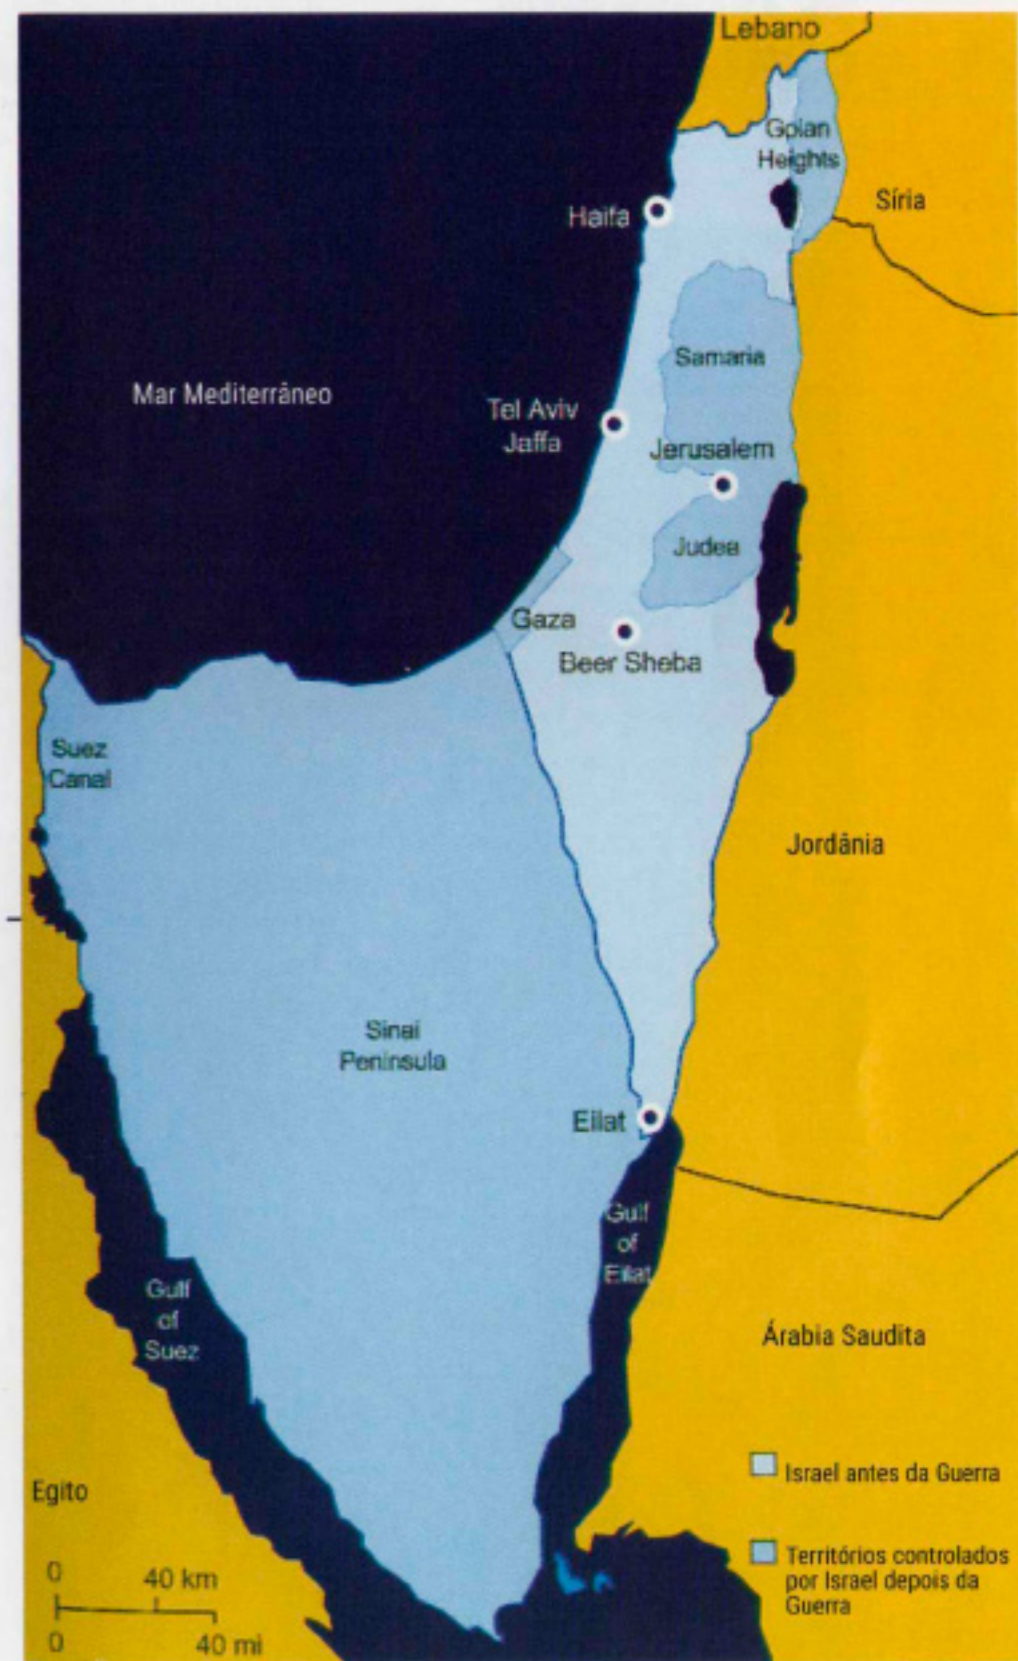 Lebano
Golan
Heights
Síria
Haifa
Samaria
Mar Mediterrâneo
Tel Aviv
Jaffa
Jerusalem
Judea
Gaza
Beer Sheba
Suez
Canal
Jordânia
Sinai
Peninsula
Eilat
Gulf
of
Eilat
Gulf
of
Suez
Árabia Saudita
Israel antes da Guerra
Egito
Territórios controlados
por Israel depois da
Guerra
0 40 km
0 40 mi